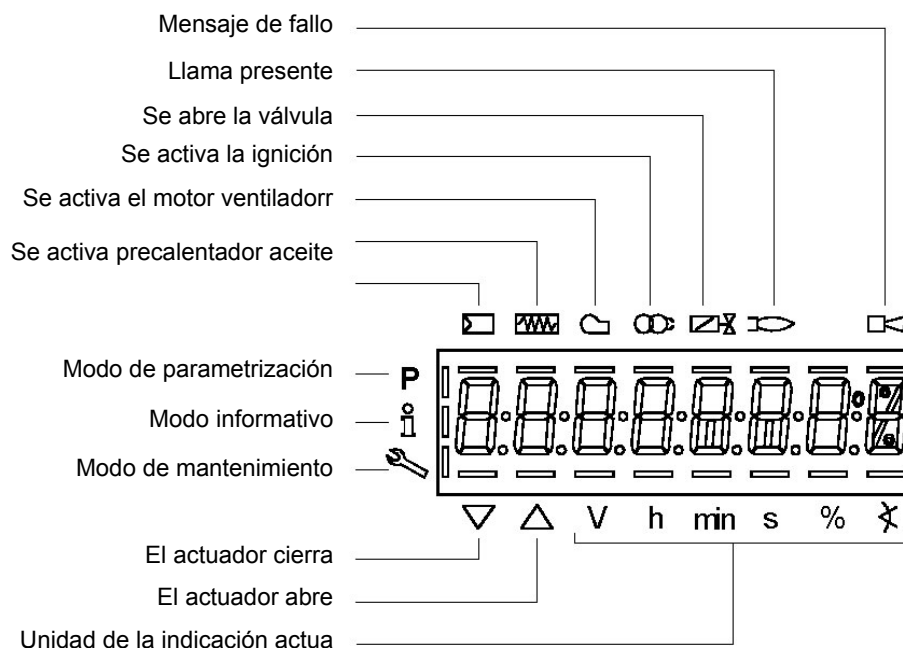 Mensaje de fallo
Llama presente
Se abre la válvula
Se activa la ignición
Se activa el motor ventiladorr
Se activa precalentador aceite
Modo de parametrización
P
Modo informativo
i
Modo de mantenimiento
V h min s %
El actuador cierra
El actuador abre
Unidad de la indicación actua